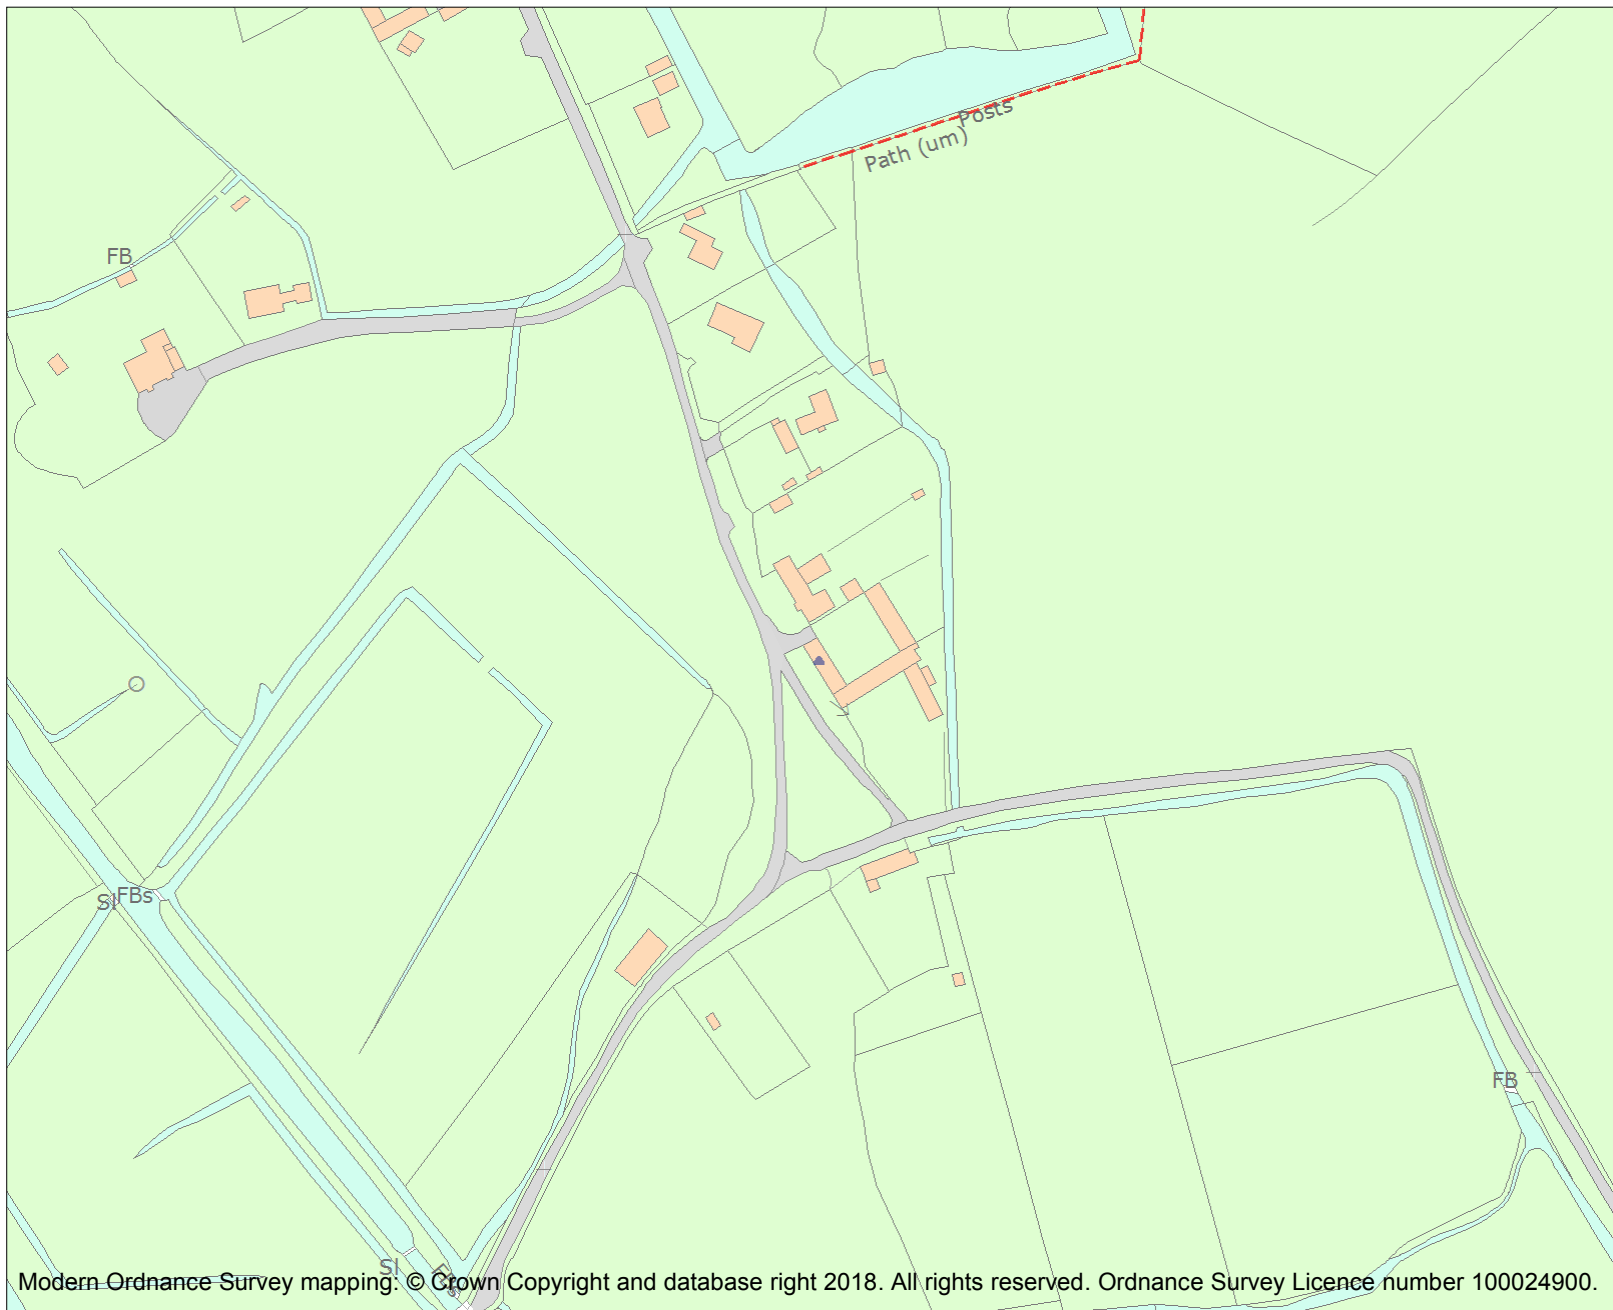 Posts
Path (um)
FB
Sl
FBs
FB
Sl
FBs
Modern Ordnance Survey mapping: © Crown Copyright and database right 2018. All rights reserved. Ordnance Survey Licence number 100024900.